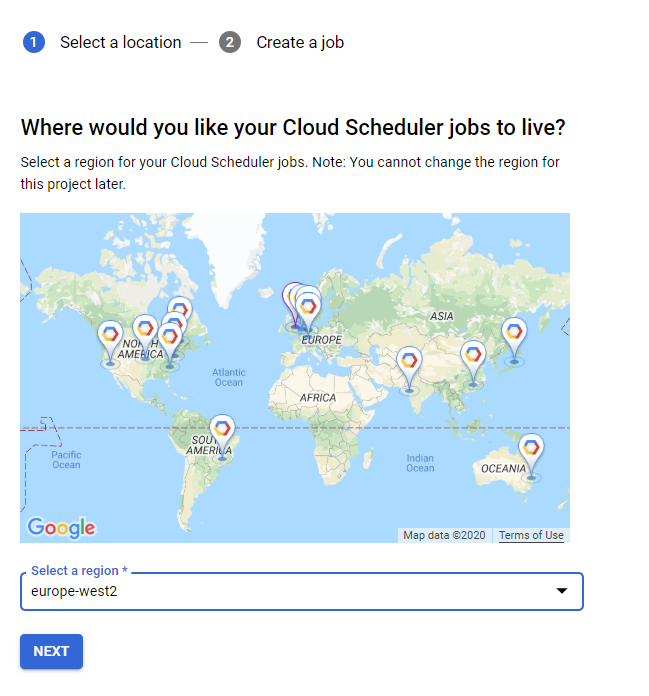 1 Select a location — 2 Create a job
Where would you like your Cloud Scheduler jobs to live?
Select a region for your Cloud Scheduler jobs. Note: You cannot change the region for
this project later.
ASIA
NORTH
AMERICA
EUROPE
Atlantic
Ocean
AFRICA
SOUTH
AMERICA
Pacific
Ocean
Indian
Ocean
OCEANIA
Google
Map data ©2020 Terms of Use
Select a region *
europe-west2
NEXT